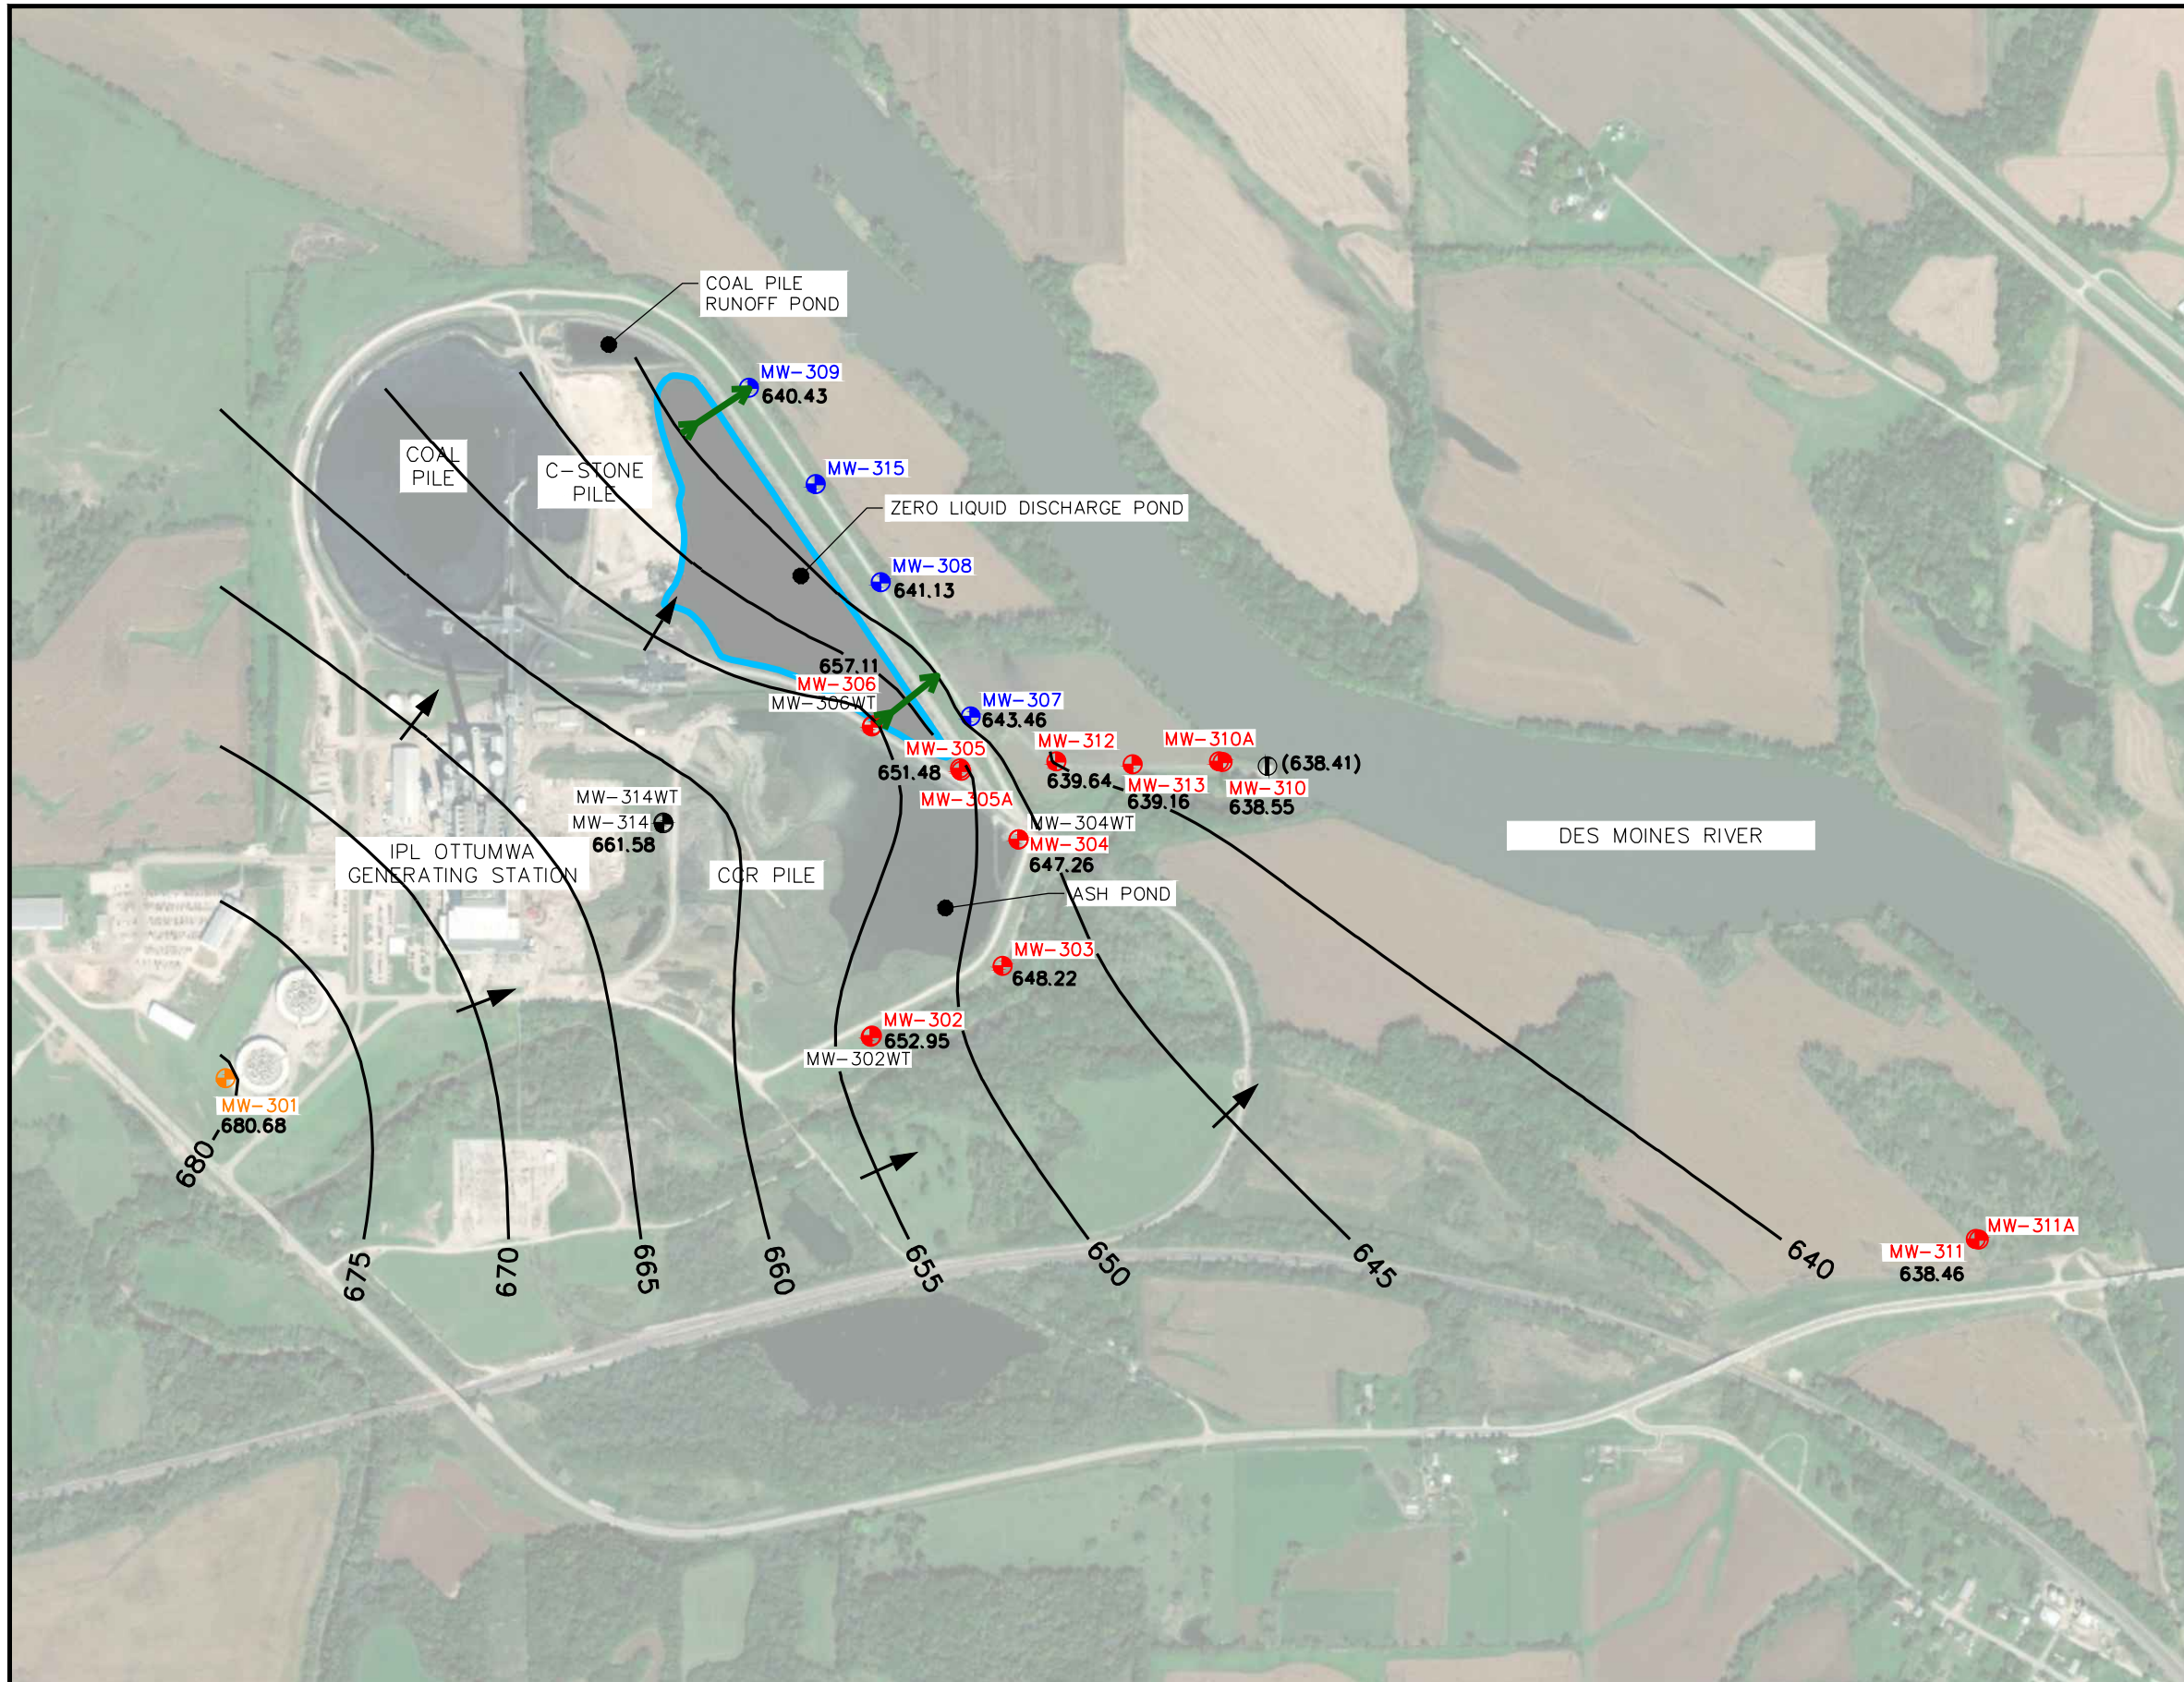 COAL PILE
RUNOFF POND
MW-309
640.43
COAL
PILE
C-STONE
PILE
MW-315
ZERO LIQUID DISCHARGE POND
MW-308
641.13
657.11
MW-306
MW-306WT
MW-307
643.46
MW-305
651.48
MW-305A
MW-312
639.64
MW-313
639.16
MW-310A
MW-310
638.55
(638.41)
MW-314WT
MW-314
661.58
MW-304WT
MW-304
647.26
DES MOINES RIVER
IPL OTTUMWA
GENERATING STATION
CCR PILE
ASH POND
MW-303
648.22
MW-302
652.95
MW-302WT
MW-301
680.68
680
675
670
665
660
655
650
645
640
MW-311A
MW-311
638.46